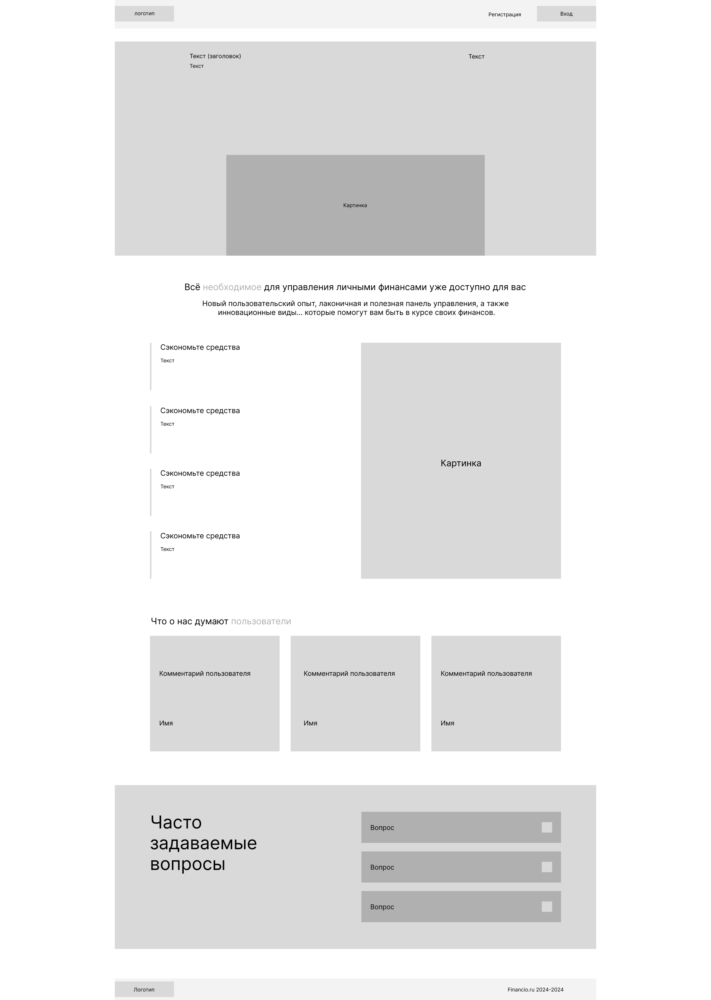 логотип
Регистрация
Вход
Текст (заголовок)
Текст
Текст
Картинка
Всё необходимое для управления личными финансами уже доступно для вас
Новый пользовательский опыт, лаконичная и полезная панель управления, а также
инновационные виды... которые помогут вам быть в курсе своих финансов.
Сэкономьте средства
Текст
Сэкономьте средства
Текст
Сэкономьте средства
Текст
Сэкономьте средства
Текст
Картинка
Что о нас думают пользователи
Комментарий пользователя
Имя
Комментарий пользователя
Имя
Комментарий пользователя
Имя
Часто
задаваемые
вопросы
Вопрос
Вопрос
Вопрос
Логотип
Financio.ru 2024-2024